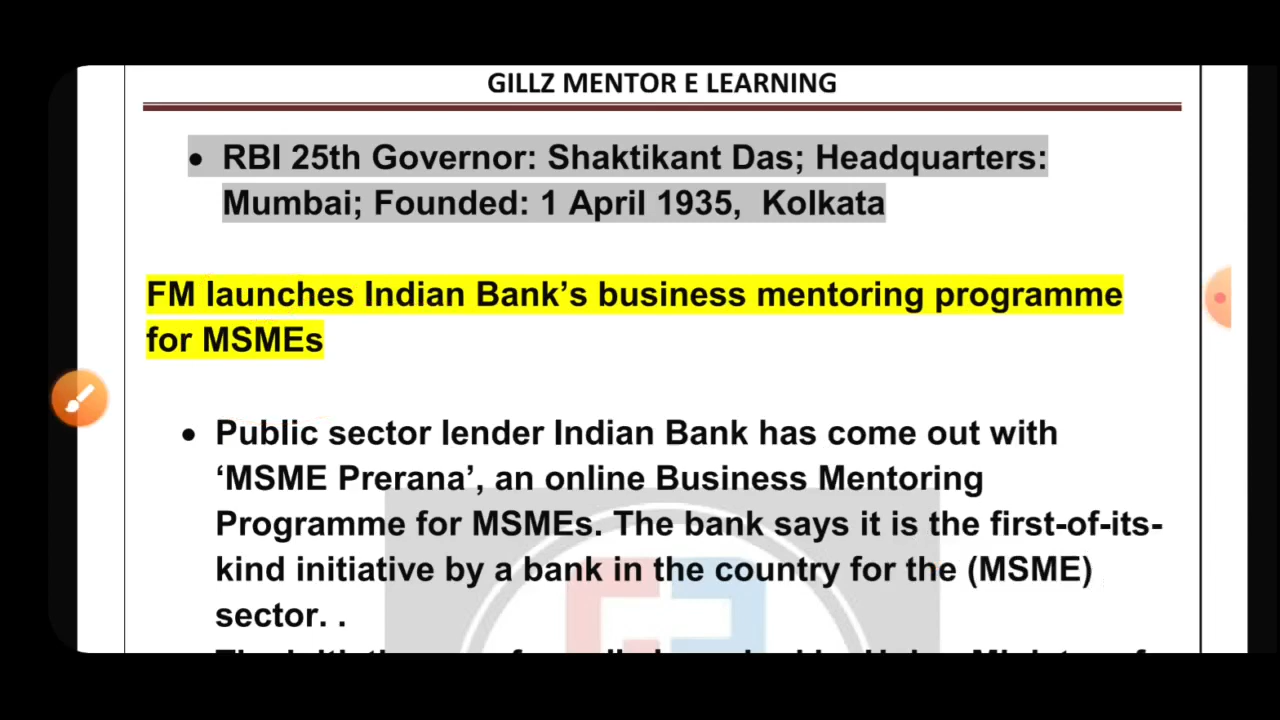 GILLZ MENTOR E LEARNING
• RBI 25th Governor: Shaktikant Das; Headquarters:
Mumbai; Founded: 1 April 1935, Kolkata
FM launches Indian Bank’s business mentoring programme
for MSMEs
• Public sector lender Indian Bank has come out with
‘MSME Prerana’, an online Business Mentoring
Programme for MSMEs. The bank says it is the first-of-its-
kind initiative by a bank in the country for the (MSME)
sector. .